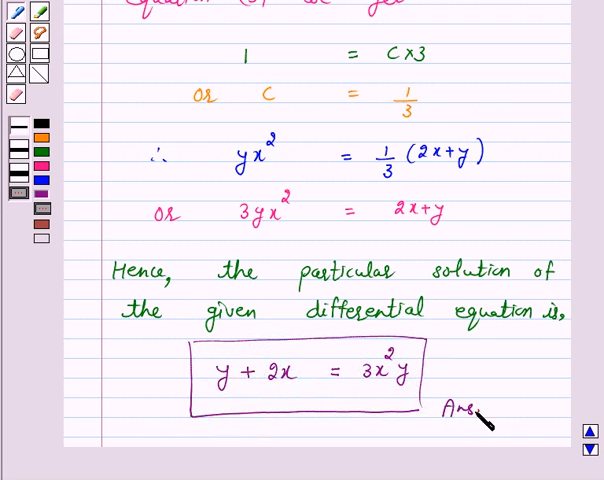 1 = C×3
or C = 1/3
∴ yx² = 1/3 (2x+y)
or 3yx² = 2x+y
Hence, the particular solution of
the given differential equation is,
y + 2x = 3x²y
Ans.